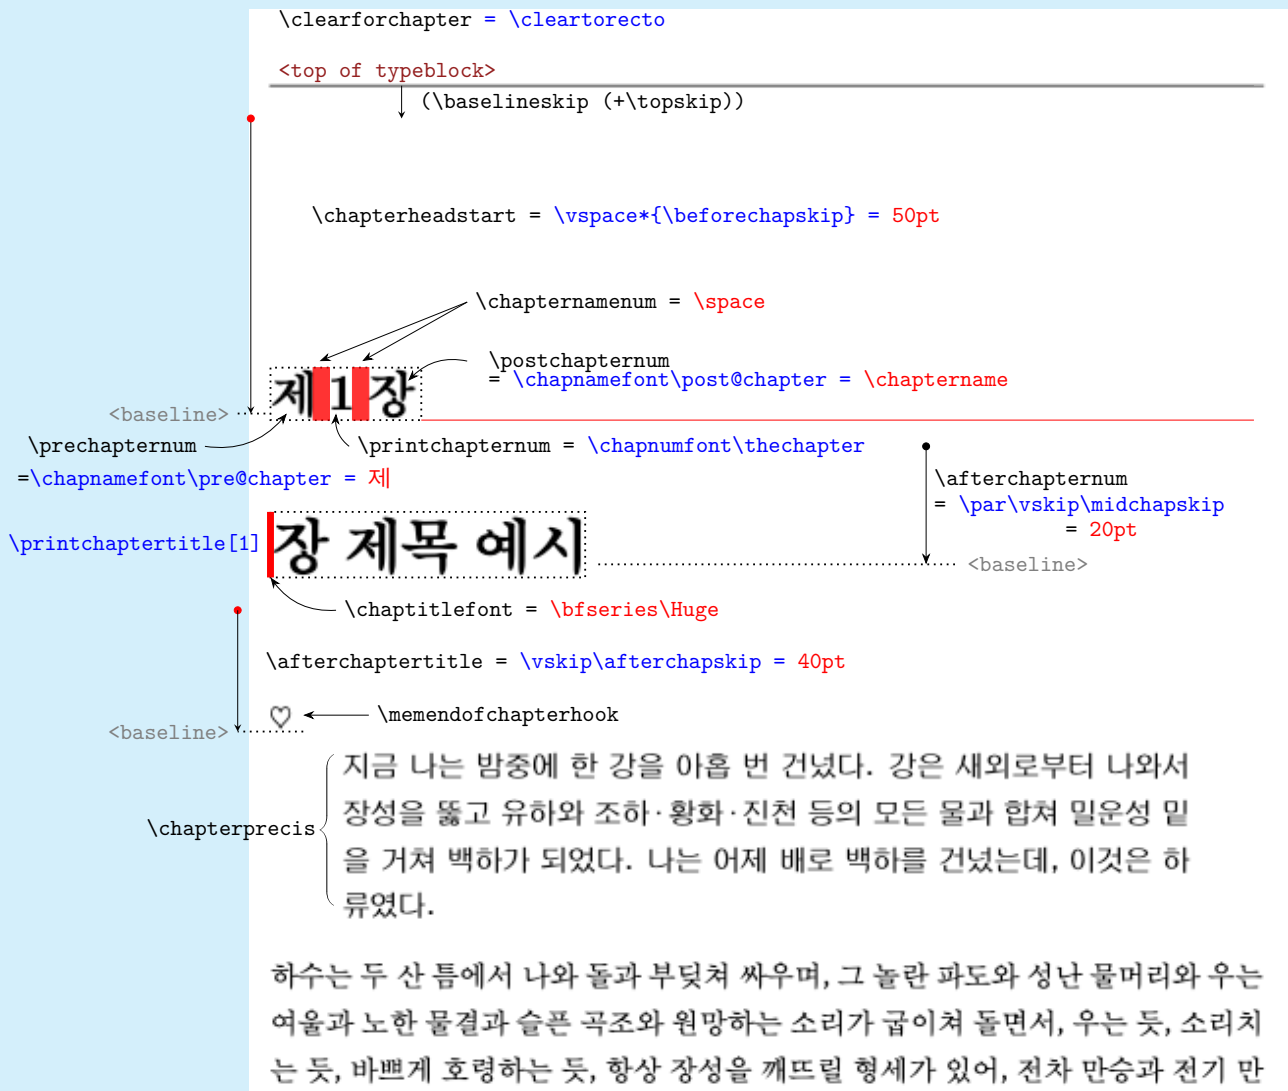 \clearforchapter = \cleartorecto
<top of typeblock>
(\baselineskip (+\topskip))
\chapterheadstart = \vspace*{\beforechapskip} = 50pt
\chapternamenum = \space
\postchapternum
= \chapnamefont\post@chapter = \chaptername
제 1 장
<baseline>
\prechapternum
\printchapternum = \chapnumfont\thechapter
=\chapnamefont\pre@chapter = 제
\afterchapternum
= \par\vskip\midchapskip
= 20pt
\printchaptertitle[1]
장 제목 예시
<baseline>
\chaptitlefont = \bfseries\Huge
\afterchaptertitle = \vskip\afterchapskip = 40pt
♡
\memendofchapterhook
<baseline>
지금 나는 밤중에 한 강을 아홉 번 건넜다. 강은 새외로부터 나와서
장성을 뚫고 유하와 조하·황화·진천 등의 모든 물과 합쳐 밀운성 밑
\chapterprecis
을 거쳐 백하가 되었다. 나는 어제 배로 백하를 건넜는데, 이것은 하
류였다.
하수는 두 산 틈에서 나와 돌과 부딪쳐 싸우며, 그 놀란 파도와 성난 물머리와 우는
여울과 노한 물결과 슬픈 곡조와 원망하는 소리가 굽이쳐 돌면서, 우는 듯, 소리치
는 듯, 바쁘게 호령하는 듯, 항상 장성을 깨뜨릴 형세가 있어, 전차 만승과 전기 만